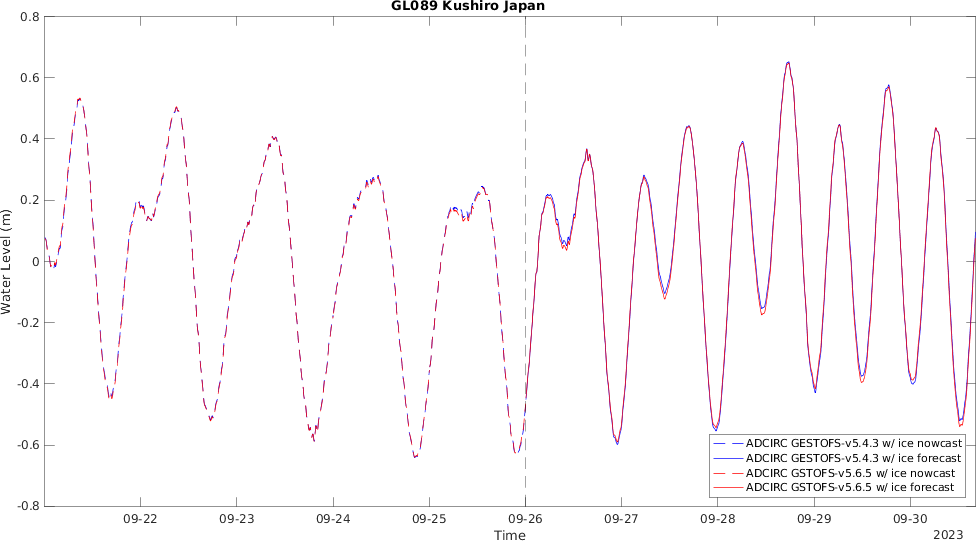 GL089 Kushiro Japan
0.8
0.6
0.4
0.2
0
-0.2
-0.4
-0.6
-0.8
Water Level (m)
09-22 09-23 09-24 09-25 09-26 09-27 09-28 09-29 09-30
Time
2023
ADCIRC GESTOFS-v5.4.3 w/ ice nowcast
ADCIRC GESTOFS-v5.4.3 w/ ice forecast
ADCIRC GSTOFS-v5.6.5 w/ ice nowcast
ADCIRC GSTOFS-v5.6.5 w/ ice forecast